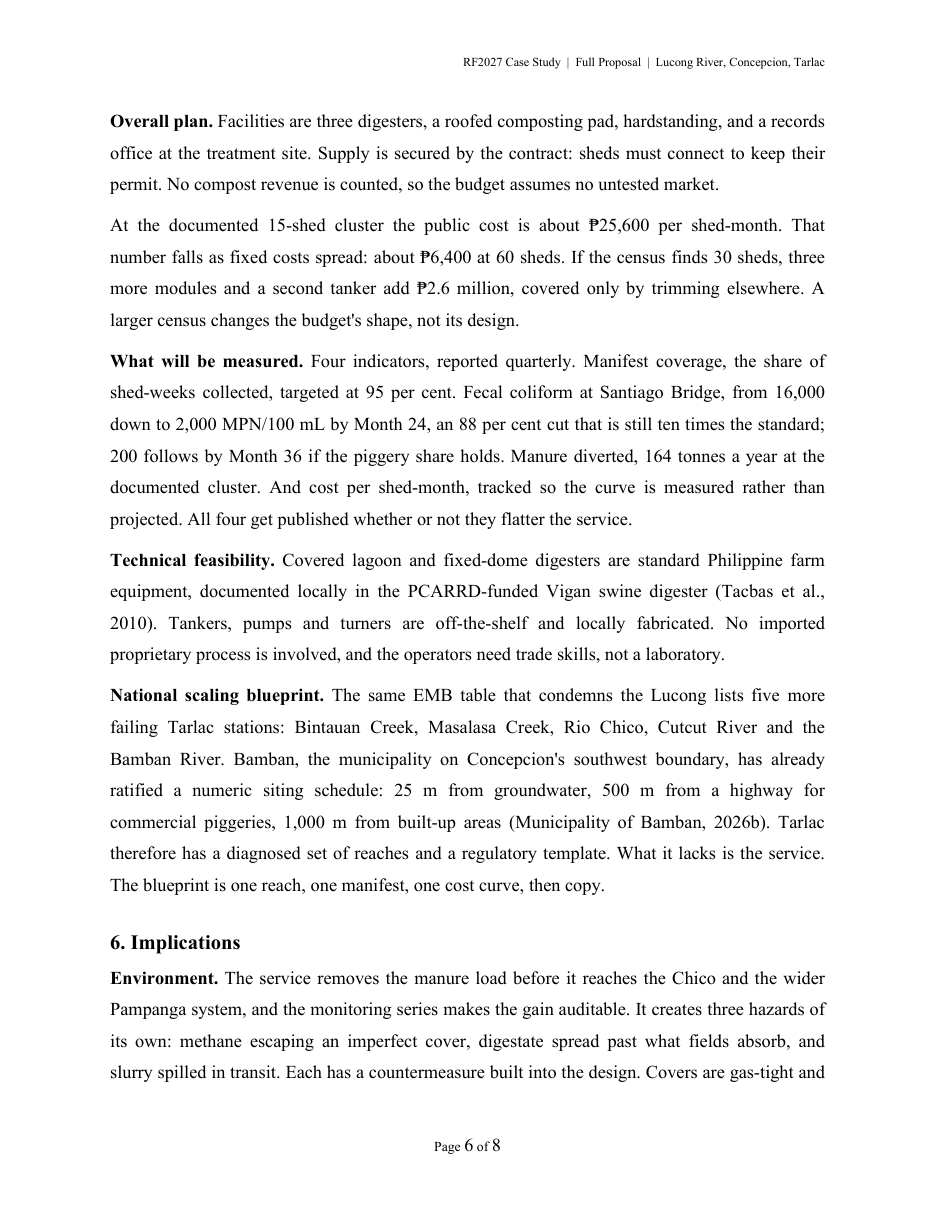 RF2027 Case Study | Full Proposal | Lucong River, Concepcion, Tarlac
Overall plan. Facilities are three digesters, a roofed composting pad, hardstanding, and a records
office at the treatment site. Supply is secured by the contract: sheds must connect to keep their
permit. No compost revenue is counted, so the budget assumes no untested market.
At the documented 15-shed cluster the public cost is about ₱25,600 per shed-month. That
number falls as fixed costs spread: about ₱6,400 at 60 sheds. If the census finds 30 sheds, three
more modules and a second tanker add ₱2.6 million, covered only by trimming elsewhere. A
larger census changes the budget's shape, not its design.
What will be measured. Four indicators, reported quarterly. Manifest coverage, the share of
shed-weeks collected, targeted at 95 per cent. Fecal coliform at Santiago Bridge, from 16,000
down to 2,000 MPN/100 mL by Month 24, an 88 per cent cut that is still ten times the standard;
200 follows by Month 36 if the piggery share holds. Manure diverted, 164 tonnes a year at the
documented cluster. And cost per shed-month, tracked so the curve is measured rather than
projected. All four get published whether or not they flatter the service.
Technical feasibility. Covered lagoon and fixed-dome digesters are standard Philippine farm
equipment, documented locally in the PCARRD-funded Vigan swine digester (Tacbas et al.,
2010). Tankers, pumps and turners are off-the-shelf and locally fabricated. No imported
proprietary process is involved, and the operators need trade skills, not a laboratory.
National scaling blueprint. The same EMB table that condemns the Lucong lists five more
failing Tarlac stations: Bintauan Creek, Masalasa Creek, Rio Chico, Cutcut River and the
Bamban River. Bamban, the municipality on Concepcion's southwest boundary, has already
ratified a numeric siting schedule: 25 m from groundwater, 500 m from a highway for
commercial piggeries, 1,000 m from built-up areas (Municipality of Bamban, 2026b). Tarlac
therefore has a diagnosed set of reaches and a regulatory template. What it lacks is the service.
The blueprint is one reach, one manifest, one cost curve, then copy.
6. Implications
Environment. The service removes the manure load before it reaches the Chico and the wider
Pampanga system, and the monitoring series makes the gain auditable. It creates three hazards of
its own: methane escaping an imperfect cover, digestate spread past what fields absorb, and
slurry spilled in transit. Each has a countermeasure built into the design. Covers are gas-tight and
Page 6 of 8